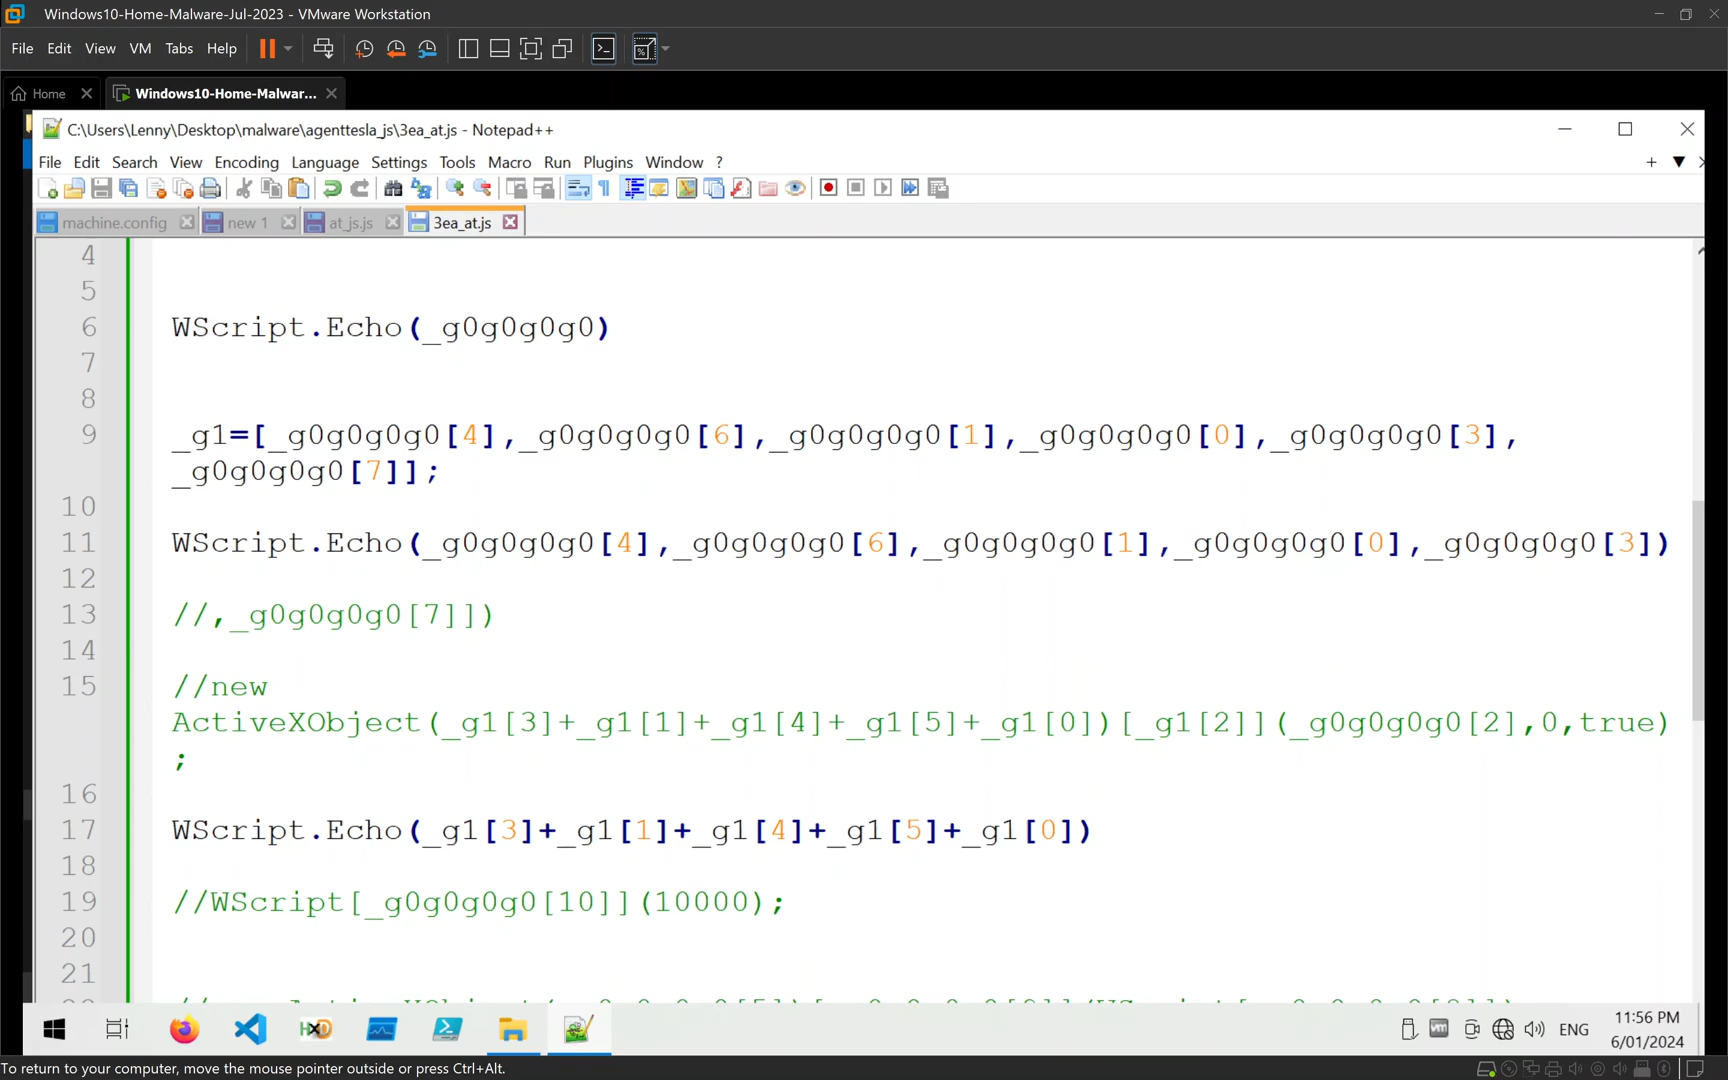 Windows10-Home-Malware-Jul-2023 - VMware Workstation
File Edit View VM Tabs Help
Home
Windows10-Home-Malwar...
C:\Users\Lenny\Desktop\malware\agenttesla_js\3ea_at.js - Notepad++
File Edit Search View Encoding Language Settings Tools Macro Run Plugins Window ?
machine.config new 1 at_js.js 3ea_at.js
4
5
6 WScript.Echo(_g0g0g0g0)
7
8
9 _g1=[_g0g0g0g0[4],_g0g0g0g0[6],_g0g0g0g0[1],_g0g0g0g0[0],_g0g0g0g0[3],
_g0g0g0g0[7]];
10
11 WScript.Echo(_g0g0g0g0[4],_g0g0g0g0[6],_g0g0g0g0[1],_g0g0g0g0[0],_g0g0g0g0[3])
12
13 //,_g0g0g0g0[7]])
14
15 //new
ActiveXObject(_g1[3]+_g1[1]+_g1[4]+_g1[5]+_g1[0])[_g1[2]](_g0g0g0g0[2],0,true)
;
16
17 WScript.Echo(_g1[3]+_g1[1]+_g1[4]+_g1[5]+_g1[0])
18
19 //WScript[_g0g0g0g0[10]](10000);
20
21
HXD
vm
ENG
11:56 PM
6/01/2024
To return to your computer, move the mouse pointer outside or press Ctrl+Alt.